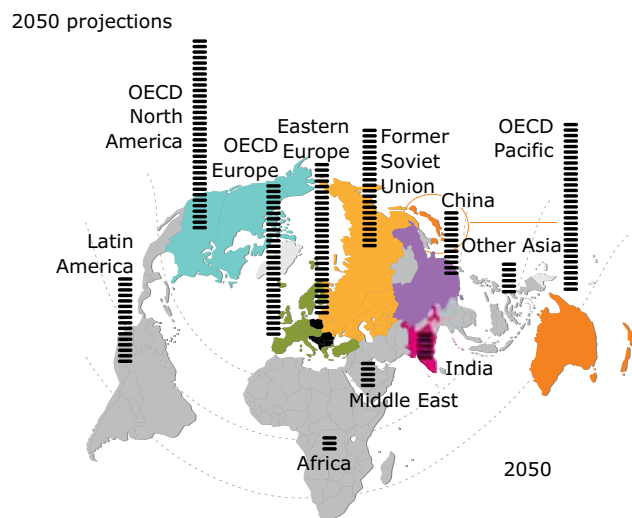 2050 projections
OECD
North
America
OECD
Europe
Eastern
Europe
Former
Soviet
Union
OECD
Pacific
China
Other Asia
Latin
America
India
Middle East
Africa
2050